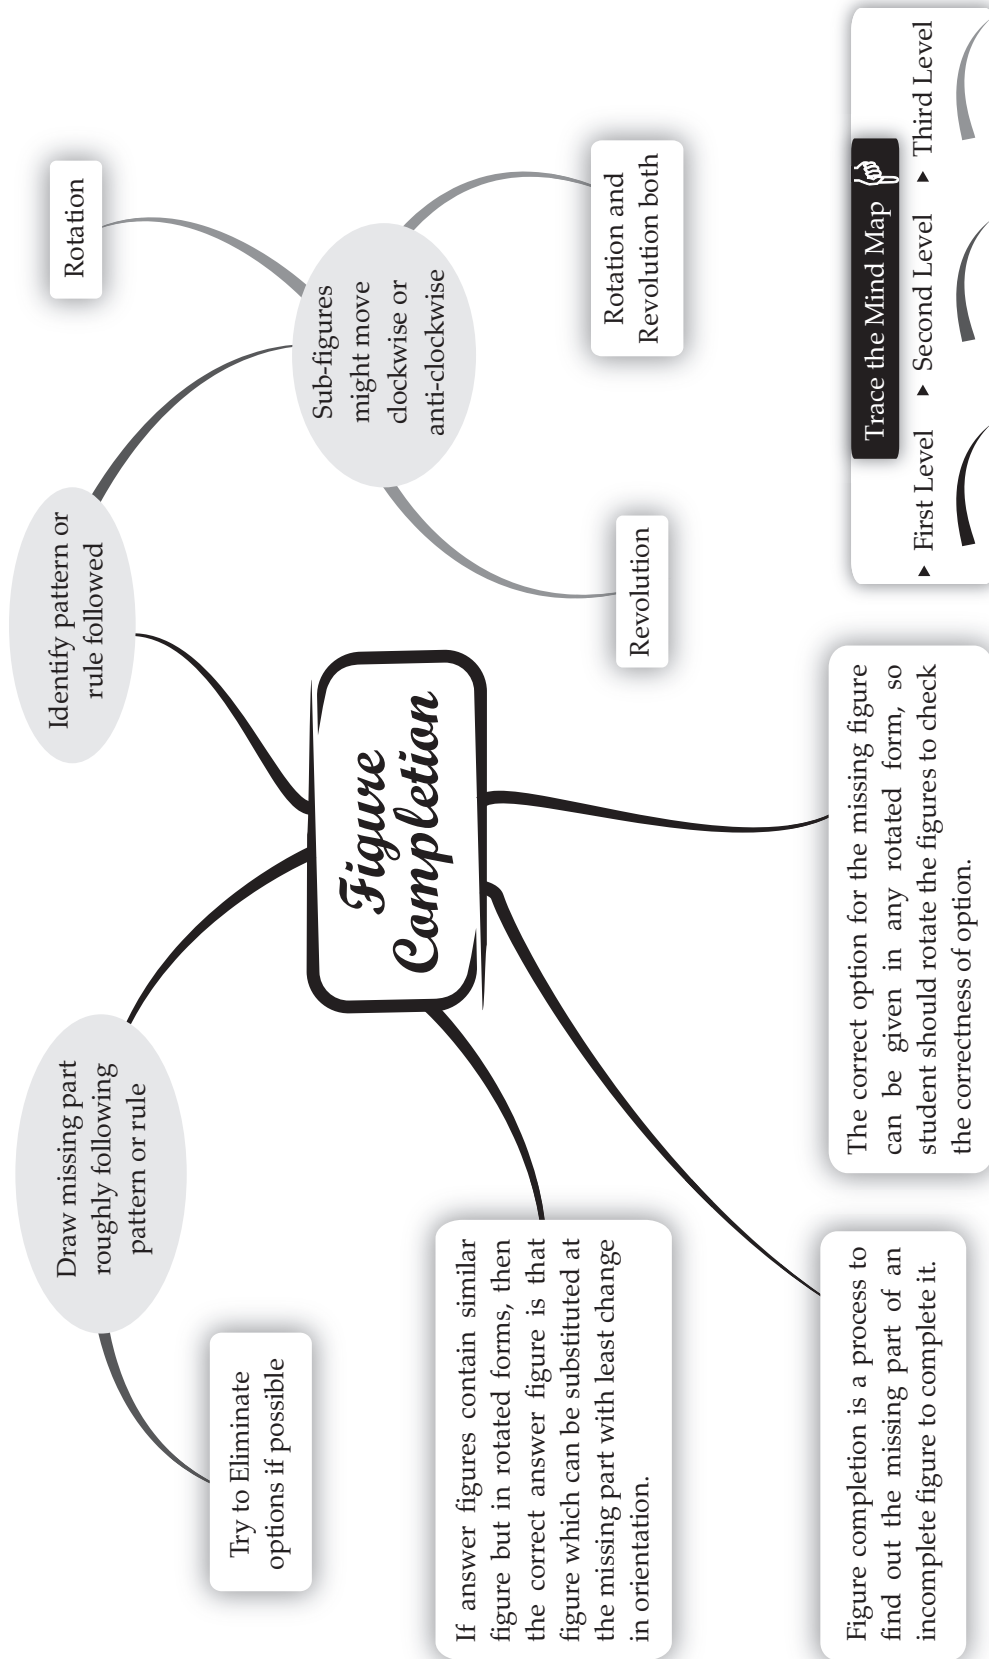 Figure
Completion
Identify pattern or
rule followed
Sub-figures
might move
clockwise or
anti-clockwise
Rotation
Rotation and
Revolution both
Revolution
Draw missing part
roughly following
pattern or rule
Try to Eliminate
options if possible
If answer figures contain similar
figure but in rotated forms, then
the correct answer figure is that
figure which can be substituted at
the missing part with least change
in orientation.
Figure completion is a process to
find out the missing part of an
incomplete figure to complete it.
The correct option for the missing figure
can be given in any rotated form, so
student should rotate the figures to check
the correctness of option.
Trace the Mind Map
First Level Second Level Third Level